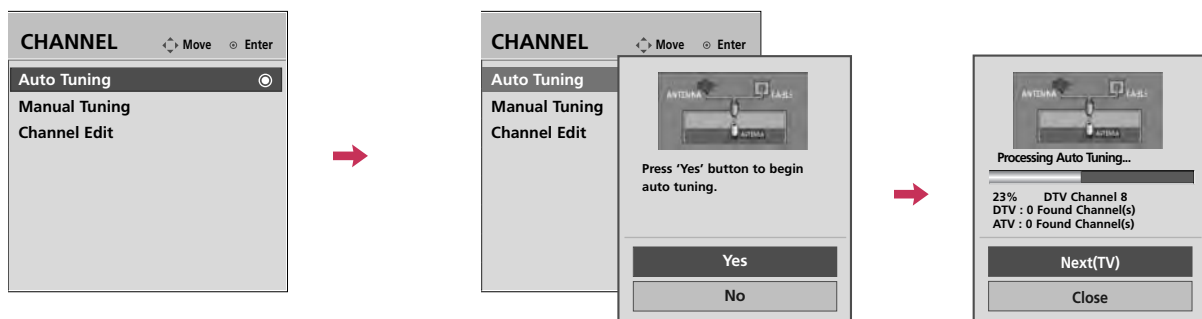 CHANNEL Move Enter
Auto Tuning
Manual Tuning
Channel Edit
CHANNEL Move Enter
Auto Tuning
Manual Tuning
Channel Edit
ANTENNA CABLE
ANTENNA
Press ‘Yes’ button to begin
auto tuning.
Yes
No
ANTENNA CABLE
ANTENNA
Processing Auto Tuning...
23% DTV Channel 8
DTV : 0 Found Channel(s)
ATV : 0 Found Channel(s)
Next(TV)
Close